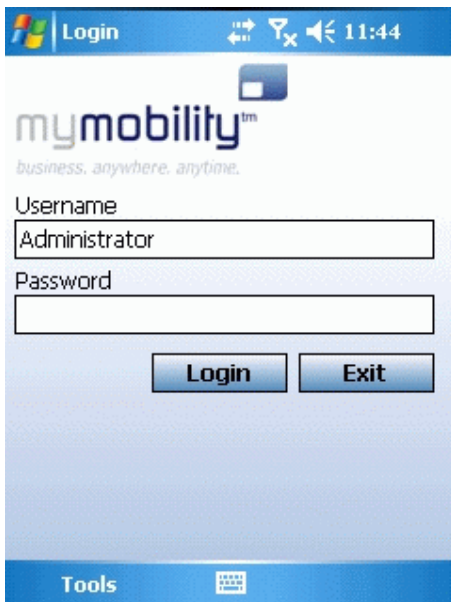 Login 11:44
mymobility™
business. anywhere. anytime.
Username
Administrator
Password
Login Exit
Tools